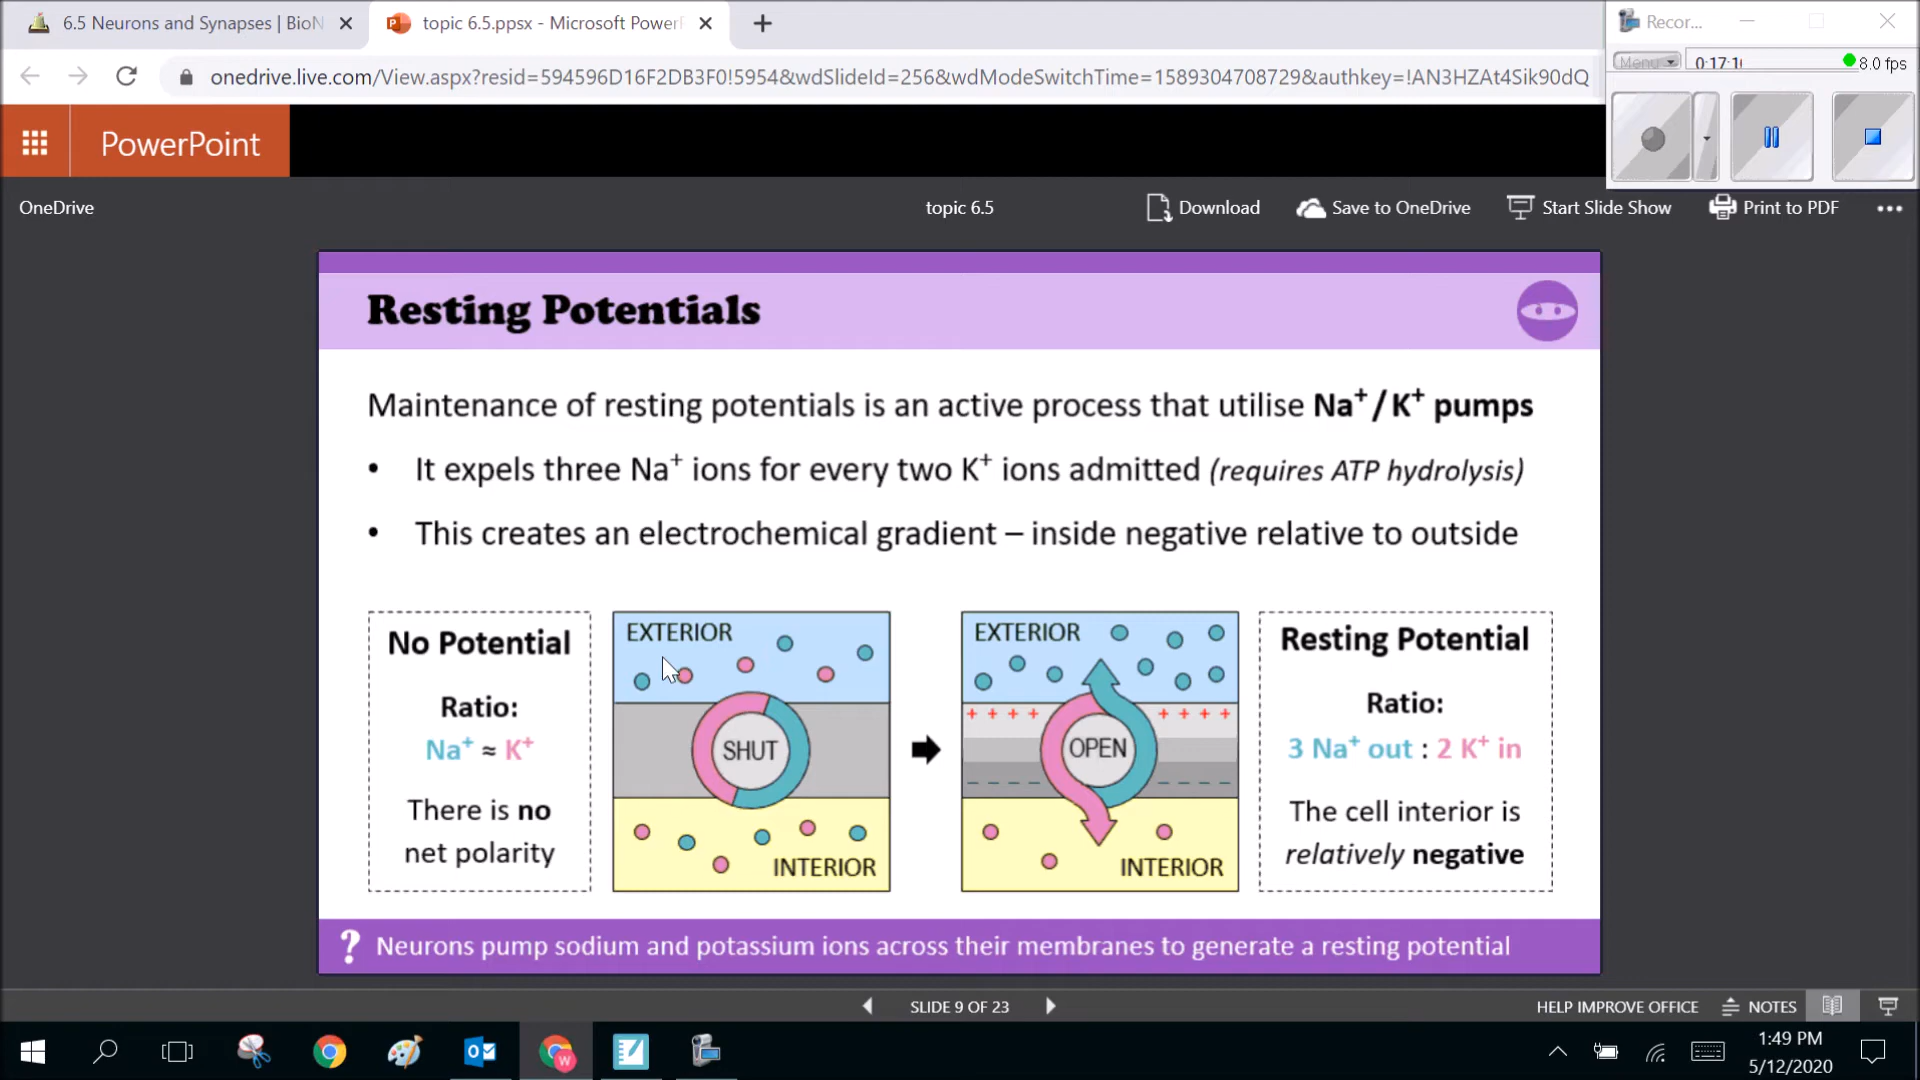 6.5 Neurons and Synapses | BioN
topic 6.5.ppsx - Microsoft Power
Recor...
onedrive.live.com/View.aspx?resid=594596D16F2DB3F0!5954&wdSlideId=256&wdModeSwitchTime=1589304708729&authkey=!AN3HZAt4Sik90dQ
Menu
8.0 fps
PowerPoint
OneDrive
topic 6.5
Download
Save to OneDrive
Start Slide Show
Print to PDF
Resting Potentials
Maintenance of resting potentials is an active process that utilise Na⁺/K⁺ pumps
• It expels three Na⁺ ions for every two K⁺ ions admitted (requires ATP hydrolysis)
• This creates an electrochemical gradient – inside negative relative to outside
No Potential
Ratio:
Na⁺ ≈ K⁺
There is no
net polarity
EXTERIOR
SHUT
INTERIOR
EXTERIOR
+ + + + + + + +
OPEN
INTERIOR
Resting Potential
Ratio:
3 Na⁺ out : 2 K⁺ in
The cell interior is
relatively negative
? Neurons pump sodium and potassium ions across their membranes to generate a resting potential
SLIDE 9 OF 23
HELP IMPROVE OFFICE
NOTES
W
1:49 PM
5/12/2020